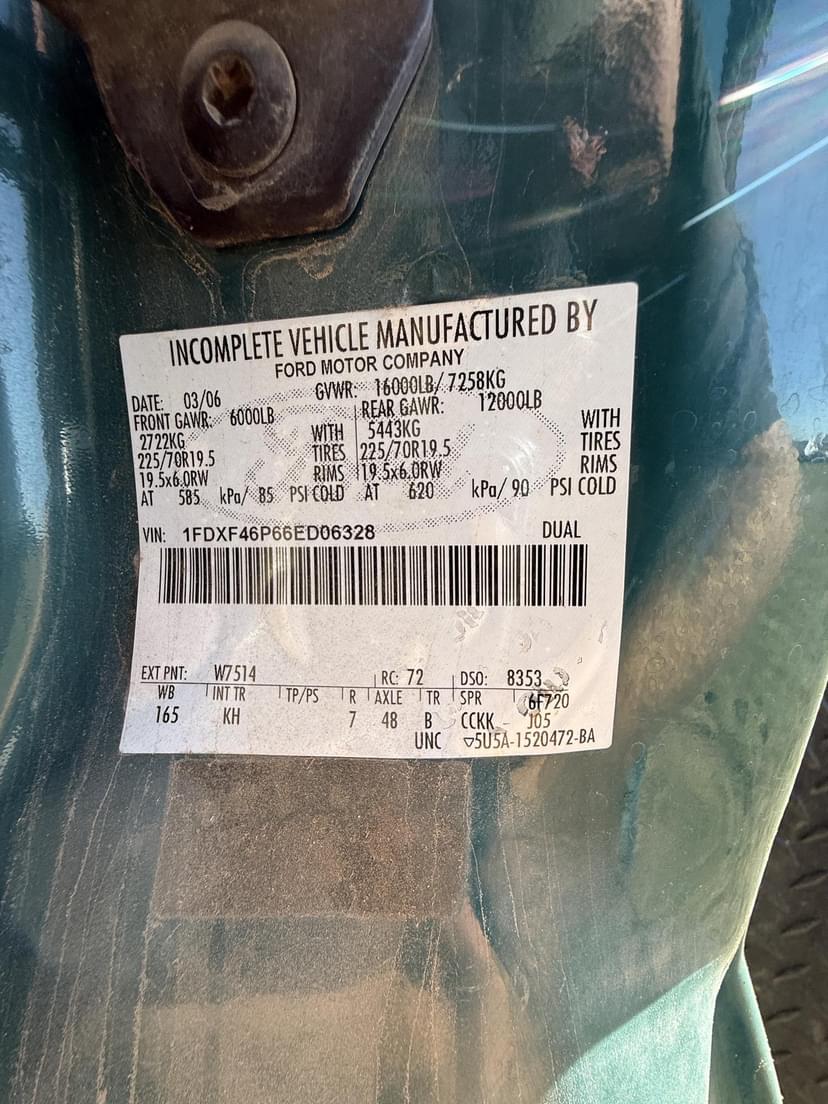 INCOMPLETE VEHICLE MANUFACTURED BY
FORD MOTOR COMPANY
DATE: 03/06 GVWR: 16000LB/ 7258KG
FRONT GAWR: 6000LB REAR GAWR: 12000LB
2722KG WITH 5443KG WITH
225/70R19.5 TIRES 225/70R19.5 TIRES
19.5x6.0RW RIMS 19.5x6.0RW RIMS
AT 585 kPa/ 85 PSI COLD AT 620 kPa/ 90 PSI COLD
VIN: 1FDXF46P66ED06328 DUAL
EXT PNT: W7514 RC: 72 DSO: 8353
WB INT TR TP/PS R AXLE TR SPR 6F720
165 KH 7 48 B CCKK J05
UNC ▽5U5A-1520472-BA